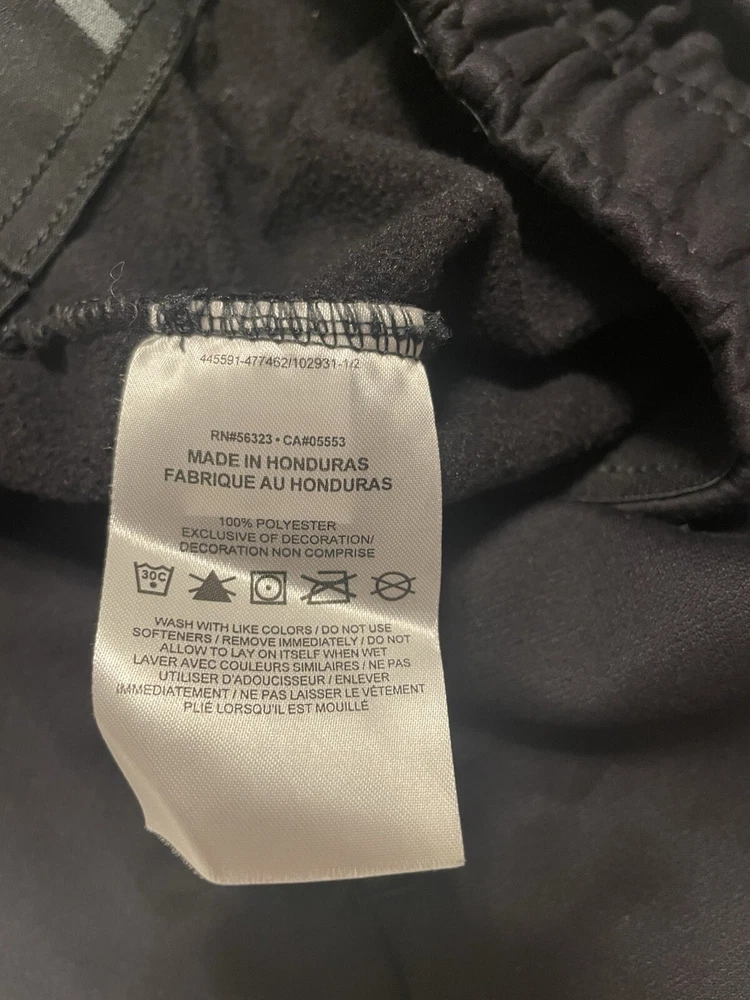 445591-477462/102931-1/2
RN#56323 • CA#05553
MADE IN HONDURAS
FABRIQUE AU HONDURAS
100% POLYESTER
EXCLUSIVE OF DECORATION/
DECORATION NON COMPRISE
30C
WASH WITH LIKE COLORS / DO NOT USE
SOFTENERS / REMOVE IMMEDIATELY / DO NOT
ALLOW TO LAY ON ITSELF WHEN WET
LAVER AVEC COULEURS SIMILAIRES / NE PAS
UTILISER D'ADOUCISSEUR / ENLEVER
IMMÉDIATEMENT / NE PAS LAISSER LE VÊTEMENT
PLIÉ LORSQU'IL EST MOUILLÉ